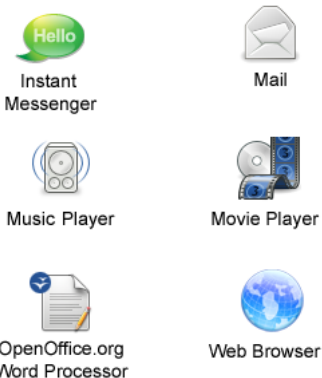 Hello
Instant
Messenger
Mail
Music Player
Movie Player
OpenOffice.org
Word Processor
Web Browser